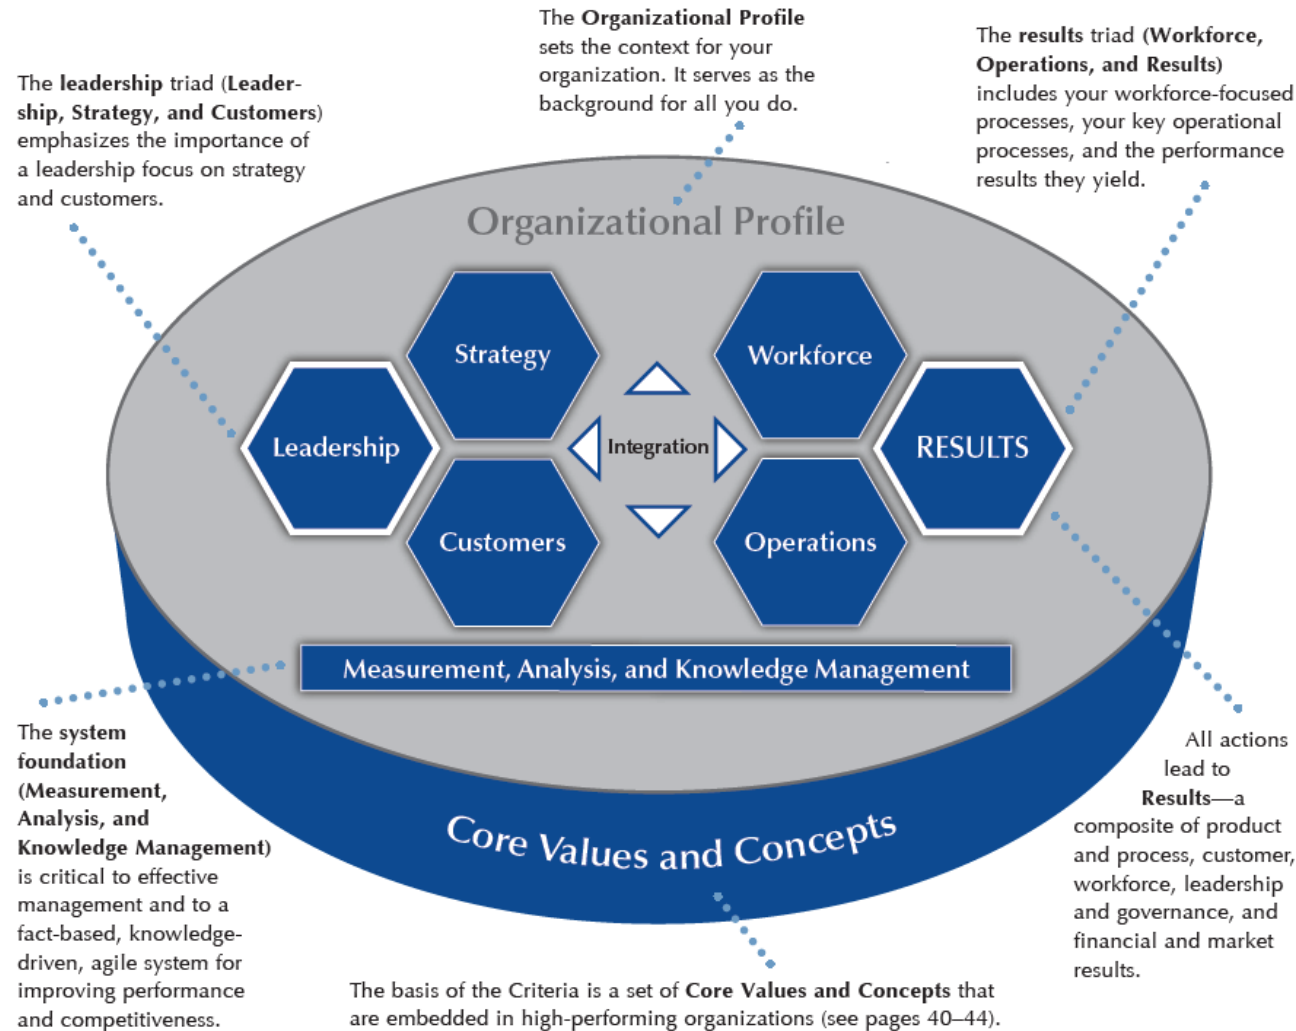 The Organizational Profile
sets the context for your
organization. It serves as the
background for all you do.
The results triad (Workforce,
Operations, and Results)
includes your workforce-focused
processes, your key operational
processes, and the performance
results they yield.
The leadership triad (Leader-
ship, Strategy, and Customers)
emphasizes the importance of
a leadership focus on strategy
and customers.
Organizational Profile
Strategy
Workforce
Leadership
Integration
RESULTS
Customers
Operations
Measurement, Analysis, and Knowledge Management
The system
foundation
(Measurement,
Analysis, and
Knowledge Management)
is critical to effective
management and to a
fact-based, knowledge-
driven, agile system for
improving performance
and competitiveness.
Core Values and Concepts
All actions
lead to
Results—a
composite of product
and process, customer,
workforce, leadership
and governance, and
financial and market
results.
The basis of the Criteria is a set of Core Values and Concepts that
are embedded in high-performing organizations (see pages 40–44).